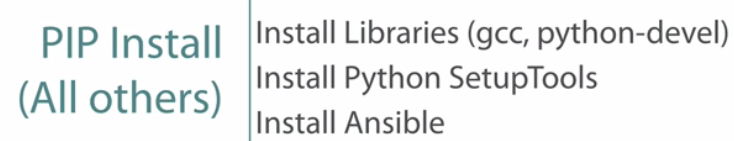 PIP Install
(All others)
Install Libraries (gcc, python-devel)
Install Python SetupTools
Install Ansible